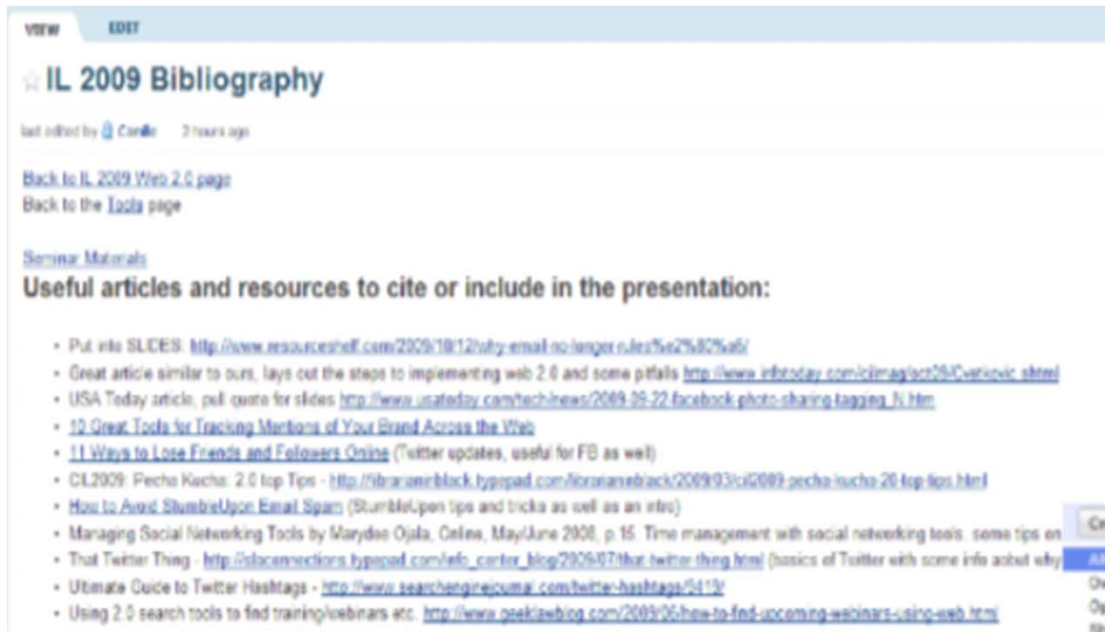 VIEW EDIT
IL 2009 Bibliography
last edited by Cardle 2 hours ago
Back to IL 2009 Web 2.0 page
Back to the Tools page
Seminar Materials
Useful articles and resources to cite or include in the presentation:
• Put into SLIDES: http://www.resourceshelf.com/2009/10/12/why-email-no-longer-rules%e2%80%a6/
• Great article similar to ours, lays out the steps to implementing web 2.0 and some pitfalls http://www.infotoday.com/cilmag/oct09/Cvetkovic.shtml
• USA Today article, pull quote for slides http://www.usatoday.com/tech/news/2009-09-22-facebook-photo-sharing-tagging_N.htm
• 10 Great Tools for Tracking Mentions of Your Brand Across the Web
• 11 Ways to Lose Friends and Followers Online (Twitter updates, useful for FB as well)
• CIL2009: Pecha Kucha: 2.0 top Tips - http://librarianinblack.typepad.com/librarianinblack/2009/03/cil2009-pecha-kucha-20-top-tips.html
• How to Avoid StumbleUpon Email Spam (StumbleUpon tips and tricks as well as an intro)
• Managing Social Networking Tools by Marydee Ojala, Online, May/June 2008, p.15. Time management with social networking tools. some tips on
• That Twitter Thing - http://slaconnections.typepad.com/info_center_blog/2009/07/that-twitter-thing.html (basics of Twitter with some info aobut why
• Ultimate Guide to Twitter Hashtags - http://www.searchenginejournal.com/twitter-hashtags/9419/
• Using 2.0 search tools to find training/webinars etc. http://www.geeklawblog.com/2009/06/how-to-find-upcoming-webinars-using-web.html